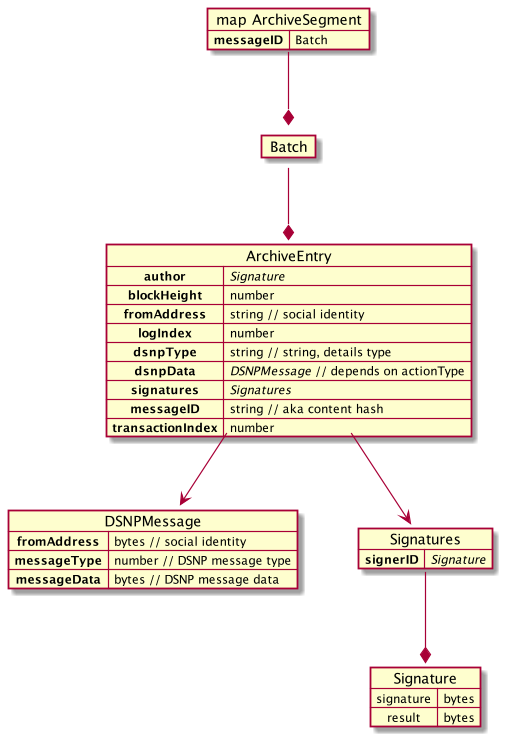 map ArchiveSegment
messageID Batch
Batch
ArchiveEntry
author Signature
blockHeight number
fromAddress string // social identity
logIndex number
dsnpType string // string, details type
dsnpData DSNPMessage // depends on actionType
signatures Signatures
messageID string // aka content hash
transactionIndex number
DSNPMessage
fromAddress bytes // social identity
messageType number // DSNP message type
messageData bytes // DSNP message data
Signatures
signerID Signature
Signature
signature bytes
result bytes